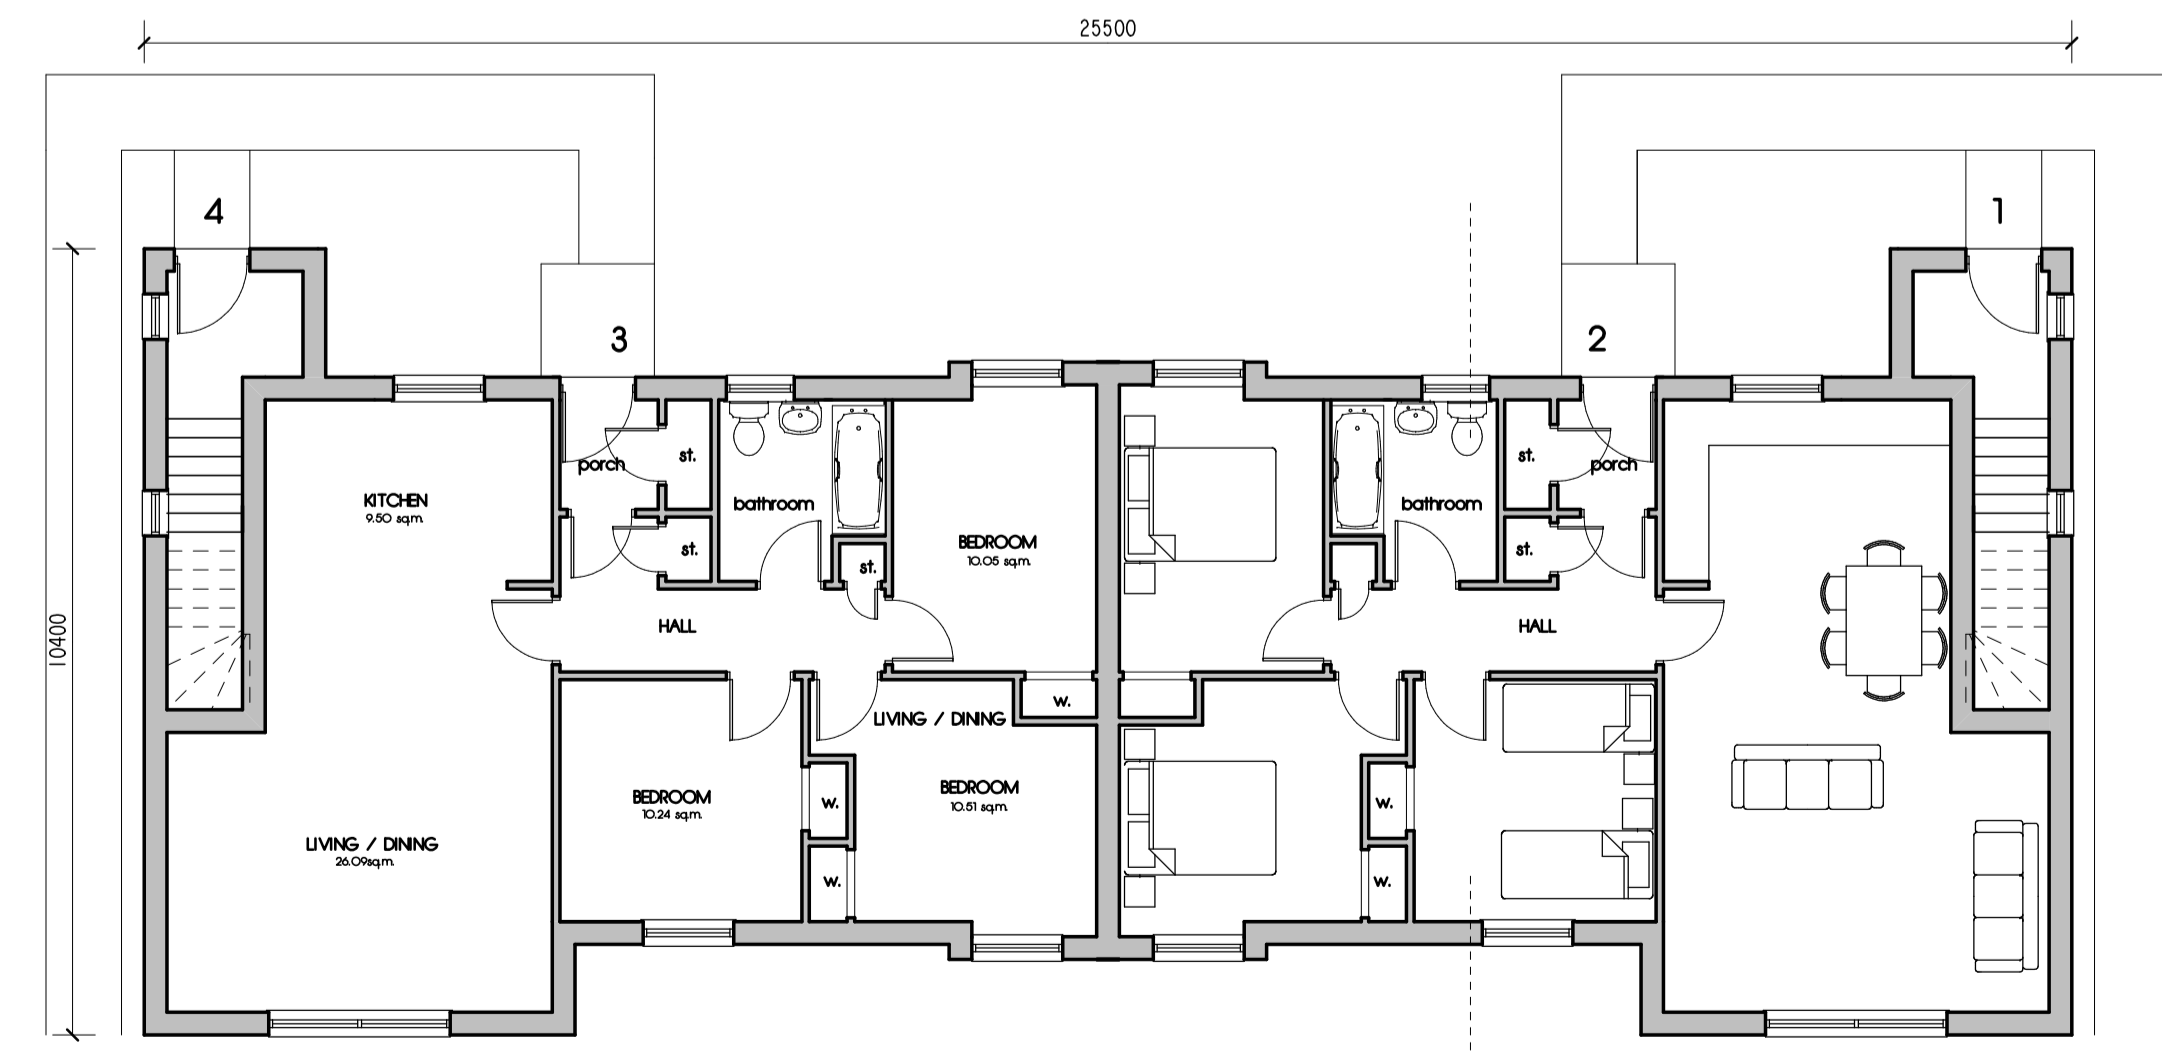 25500
4
1
3
2
10400
KITCHEN
9.50 sq.m.
porch
st.
bathroom
st.
st.
BEDROOM
10.05 sq.m.
bathroom
st.
porch
st.
HALL
HALL
w.
LIVING / DINING
BEDROOM
10.24 sq.m.
w.
BEDROOM
10.51 sq.m.
w.
LIVING / DINING
26.09sq.m.
w.
w.